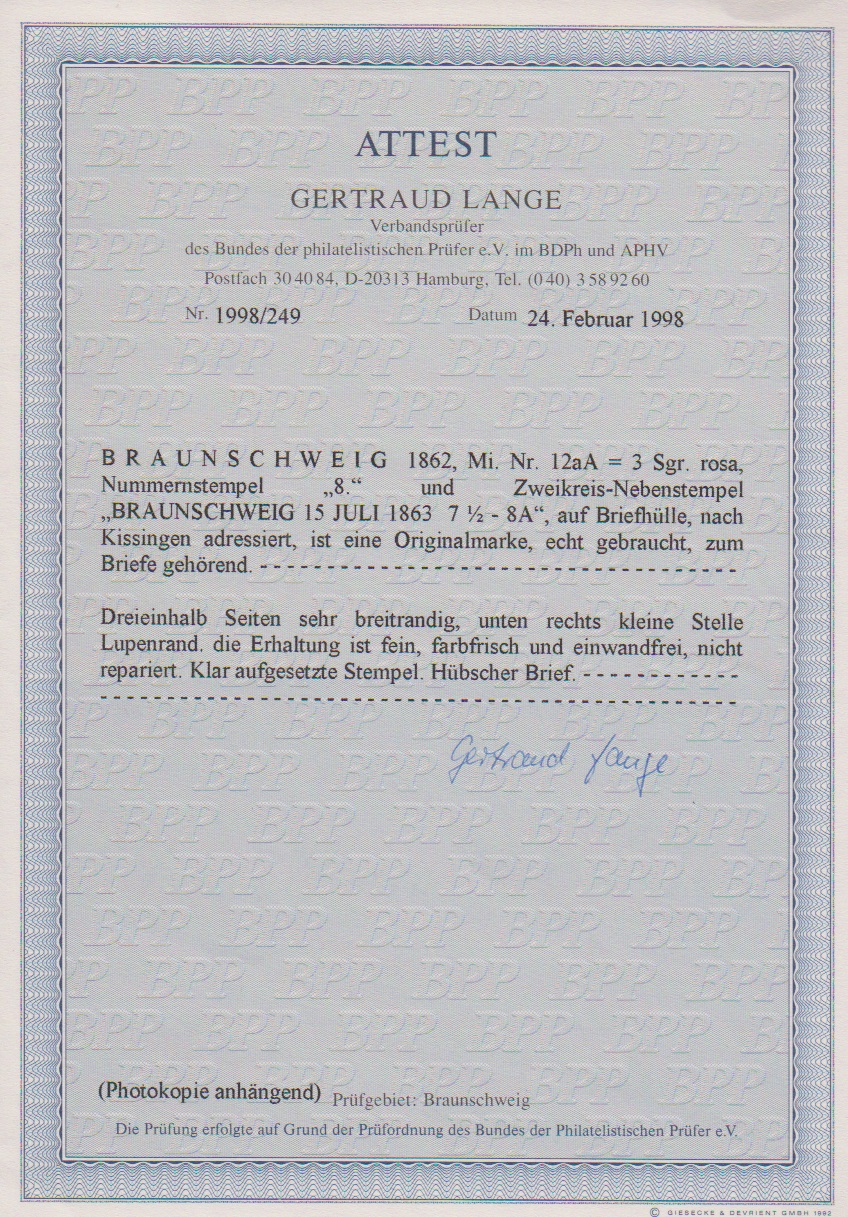 ATTEST
GERTRAUD LANGE
Verbandsprüfer
des Bundes der philatelistischen Prüfer e.V. im BDPh und APHV
Postfach 30 40 84, D-20313 Hamburg, Tel. (0 40) 3 58 92 60
Nr. 1998/249 Datum 24. Februar 1998
B R A U N S C H W E I G 1862, Mi. Nr. 12aA = 3 Sgr. rosa,
Nummernstempel „8.“ und Zweikreis-Nebenstempel
„BRAUNSCHWEIG 15 JULI 1863 7 ½ - 8A“, auf Briefhülle, nach
Kissingen adressiert, ist eine Originalmarke, echt gebraucht, zum
Briefe gehörend. - - - - - - - - - - - - - - - - - - - - - - - - - - - - - - - - - - - -
Dreieinhalb Seiten sehr breitrandig, unten rechts kleine Stelle
Lupenrand. die Erhaltung ist fein, farbfrisch und einwandfrei, nicht
repariert. Klar aufgesetzte Stempel. Hübscher Brief. - - - - - - - - - - - -
- - - - - - - - - - - - - - - - - - - - - - - - - - - - - - - - - - - - - - - - - - - - - - - -
Gertraud Lange
(Photokopie anhängend) Prüfgebiet: Braunschweig
Die Prüfung erfolgte auf Grund der Prüfordnung des Bundes der Philatelistischen Prüfer e.V.
© GIESECKE & DEVRIENT GMBH 1992